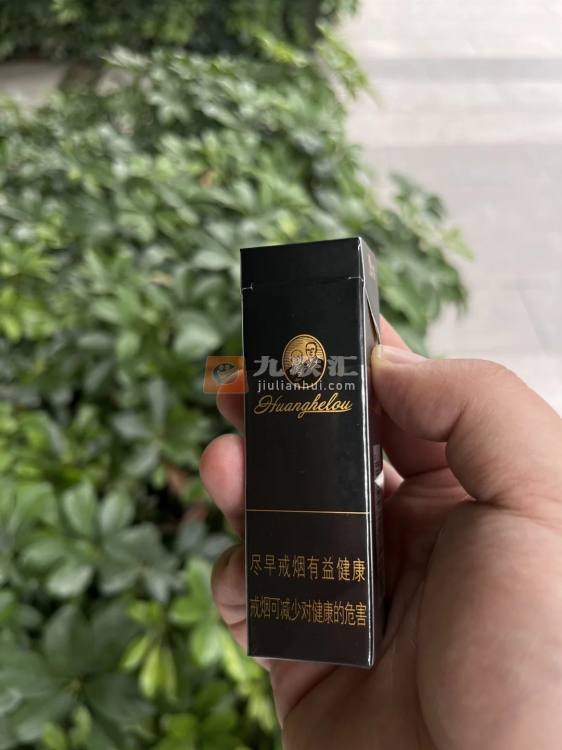 九联汇
jiulianhui.com
Huanghelou
尽早戒烟有益健康
戒烟可减少对健康的危害